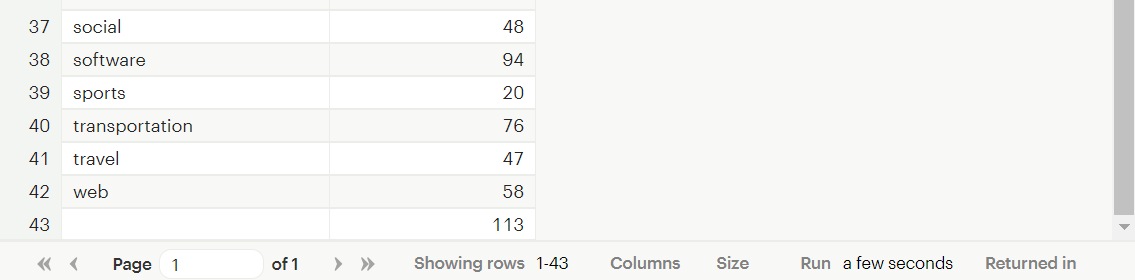 37 social 48
38 software 94
39 sports 20
40 transportation 76
41 travel 47
42 web 58
43 113
Page 1 of 1 Showing rows 1-43 Columns Size Run a few seconds Returned in